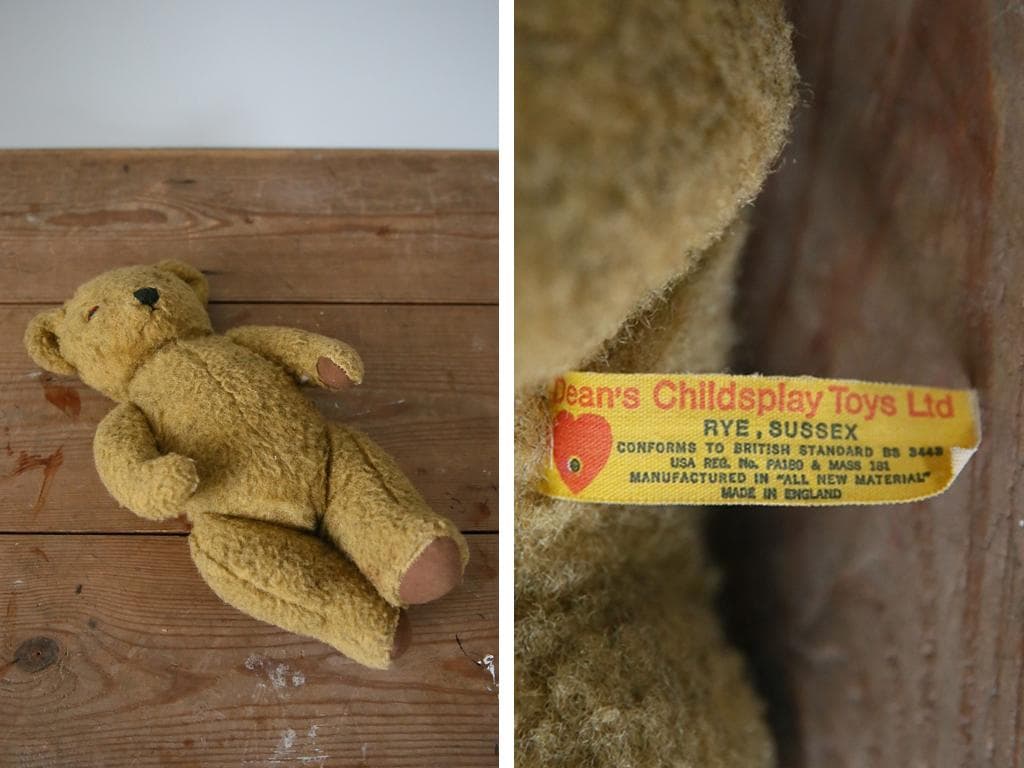 Dean's Childsplay Toys Ltd
RYE, SUSSEX
CONFORMS TO BRITISH STANDARD BS 3443
USA REG. No. PA180 & MASS 181
MANUFACTURED IN "ALL NEW MATERIAL"
MADE IN ENGLAND